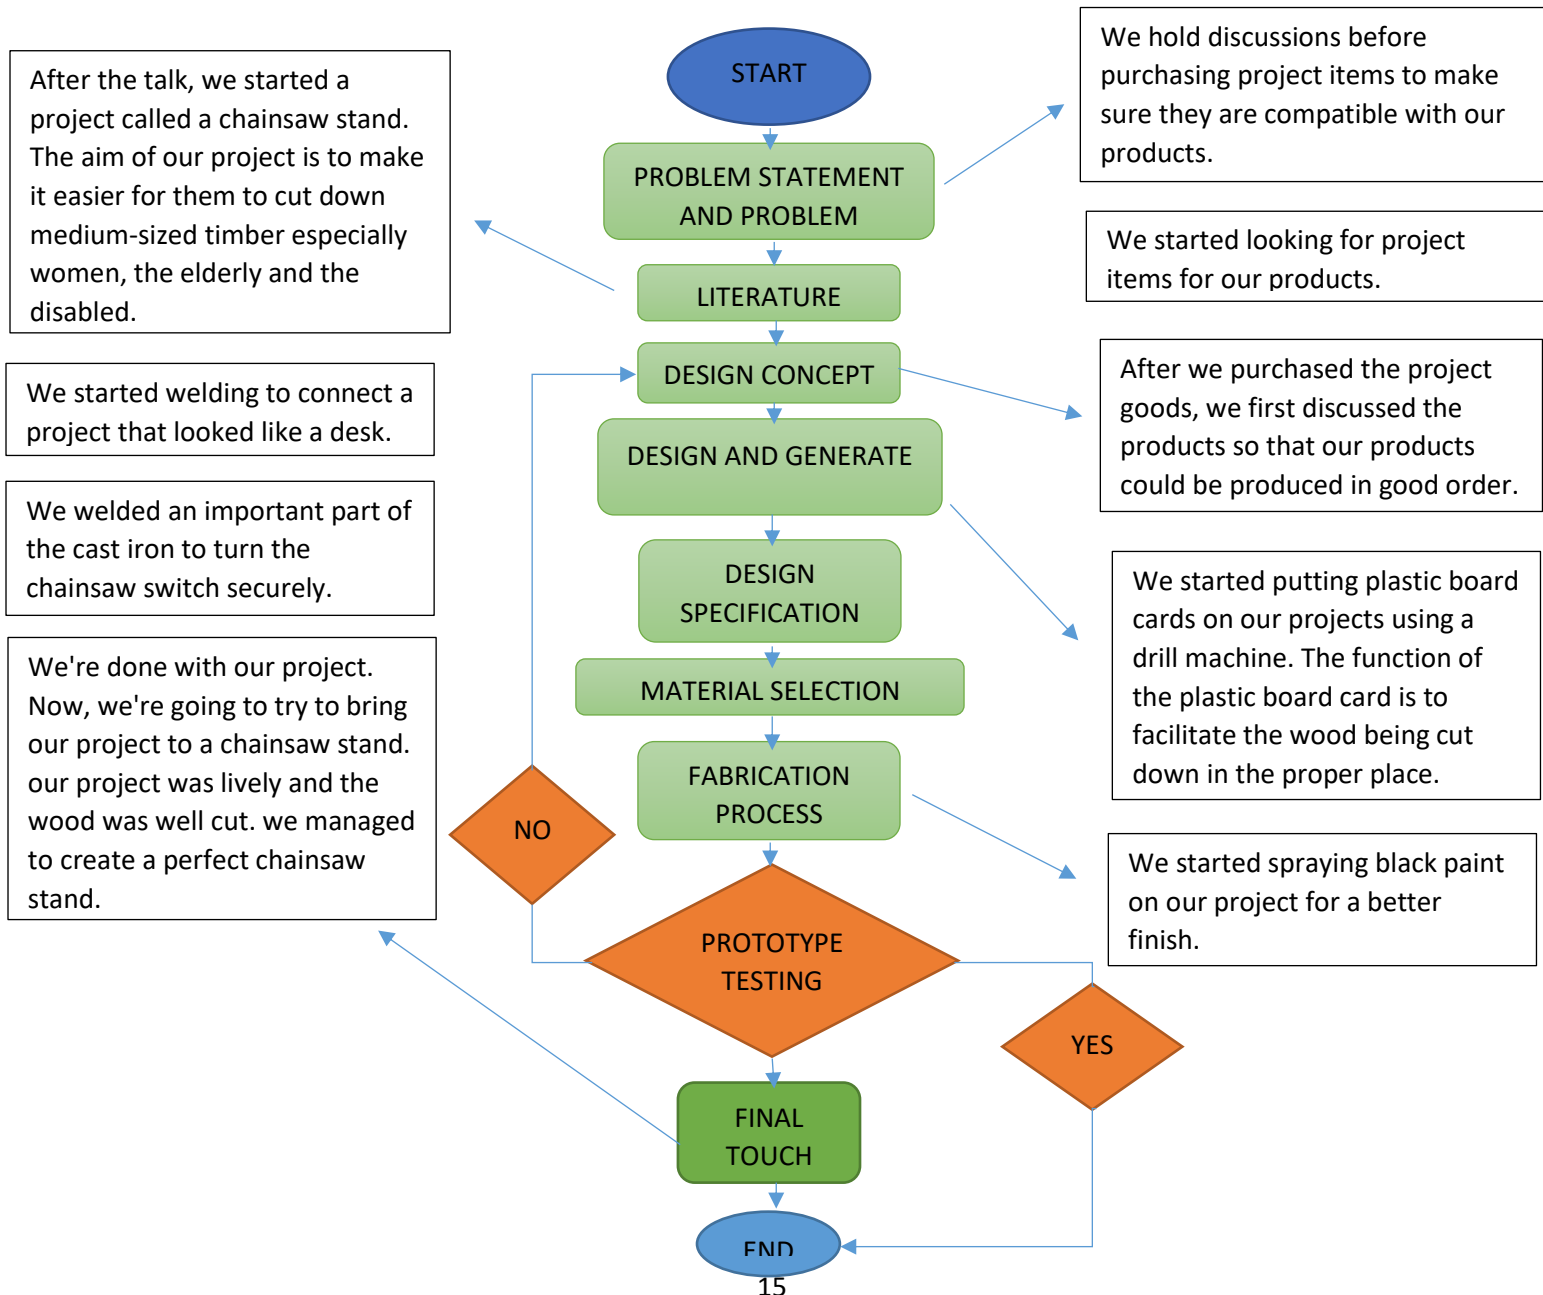 START
PROBLEM STATEMENT
AND PROBLEM
LITERATURE
DESIGN CONCEPT
DESIGN AND GENERATE
DESIGN
SPECIFICATION
MATERIAL SELECTION
FABRICATION
PROCESS
NO
PROTOTYPE
TESTING
YES
FINAL
TOUCH
END
After the talk, we started a
project called a chainsaw stand.
The aim of our project is to make
it easier for them to cut down
medium-sized timber especially
women, the elderly and the
disabled.
We started welding to connect a
project that looked like a desk.
We welded an important part of
the cast iron to turn the
chainsaw switch securely.
We're done with our project.
Now, we're going to try to bring
our project to a chainsaw stand.
our project was lively and the
wood was well cut. we managed
to create a perfect chainsaw
stand.
We hold discussions before
purchasing project items to make
sure they are compatible with our
products.
We started looking for project
items for our products.
After we purchased the project
goods, we first discussed the
products so that our products
could be produced in good order.
We started putting plastic board
cards on our projects using a
drill machine. The function of
the plastic board card is to
facilitate the wood being cut
down in the proper place.
We started spraying black paint
on our project for a better
finish.
15